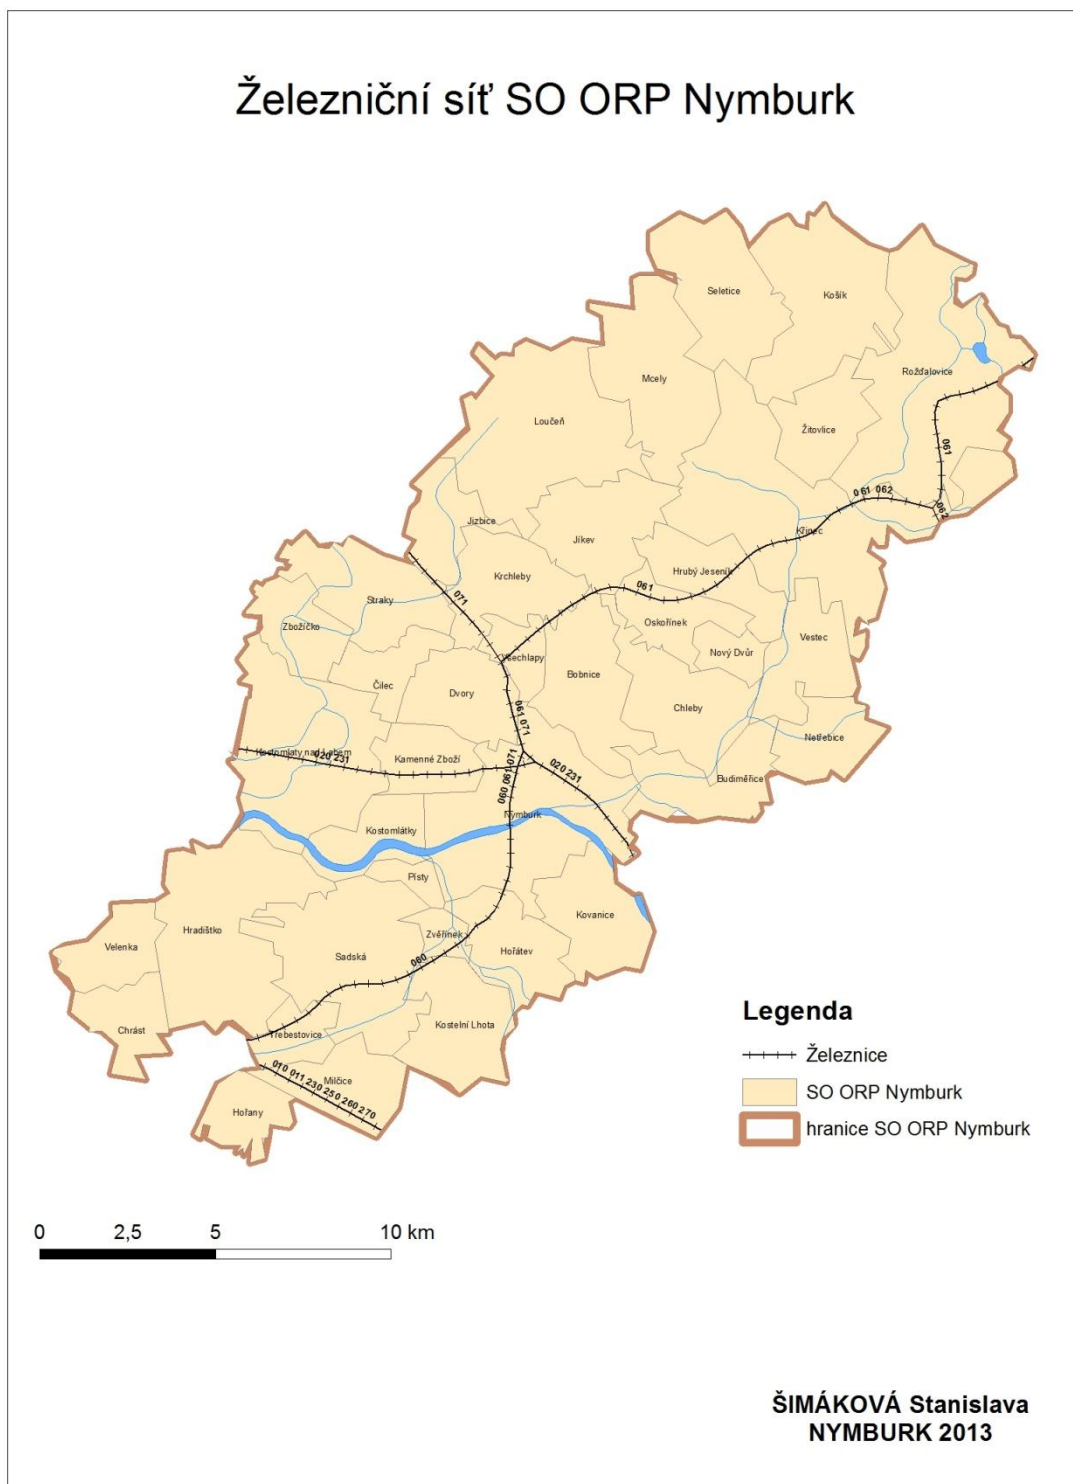 Železniční síť SO ORP Nymburk
Seletice
Košík
Rožďalovice
Mcely
Loučeň
Žitovlice
061
061 062
062
Jizbice
Křinec
Jíkev
Krchleby
Hrubý Jeseník
061
071
Straky
Zbožíčko
Oskořínek
Vestec
Nový Dvůr
Všechlapy
Bobnice
Čilec
Dvory
Chleby
061 071
Netřebice
Kostomlaty nad Labem
020 231
Kamenné Zboží
060 061 071
020 231
Budiměřice
Nymburk
Kostomlátky
Písty
Kovanice
Hradištko
Zvěřínek
Velenka
Sadská
Hořátev
060
Chrást
Třebestovice
Kostelní Lhota
010 011 230 250 260 270
Milčice
Hořany
Legenda
Železnice
SO ORP Nymburk
hranice SO ORP Nymburk
0 2,5 5 10 km
ŠIMÁKOVÁ Stanislava
NYMBURK 2013